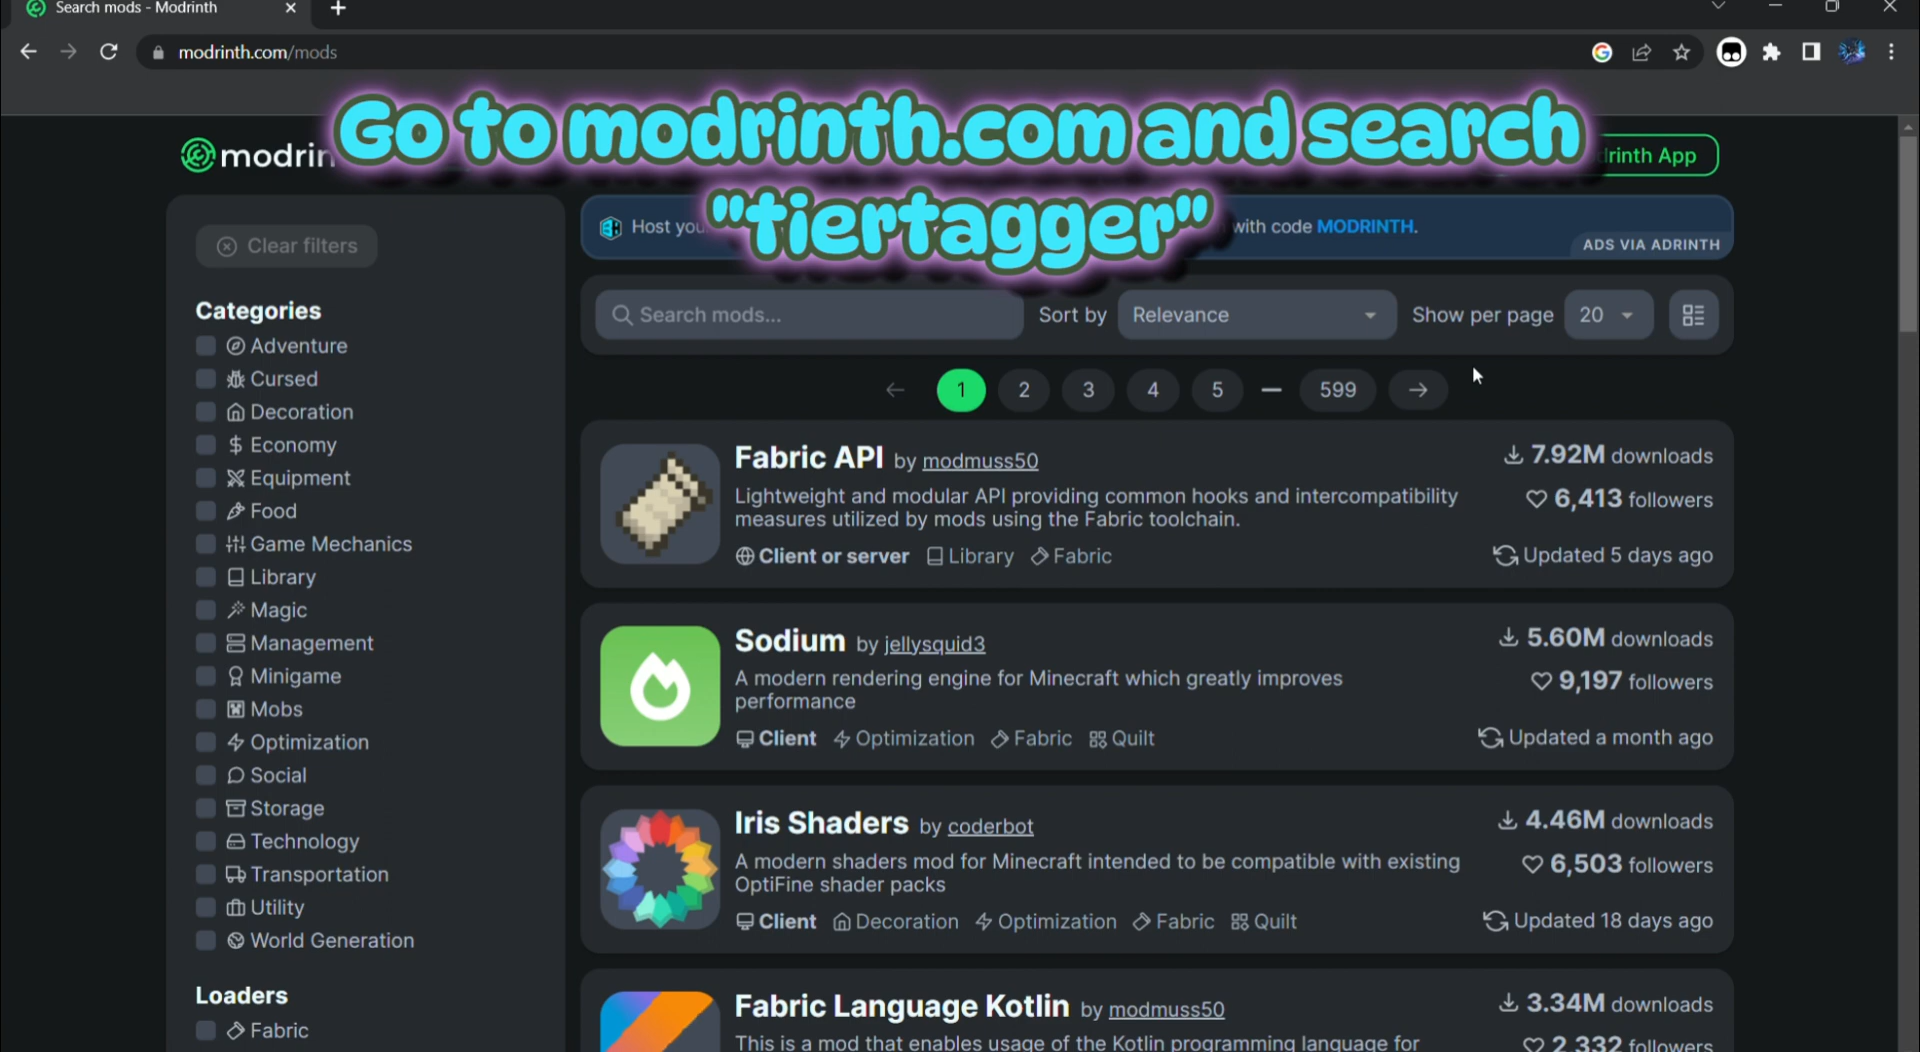 Search mods - Modrinth
modrinth.com/mods
Go to modrinth.com and search
"tiertagger"
modrin
drinth App
Host you
with code MODRINTH.
ADS VIA ADRINTH
Clear filters
Search mods...
Sort by
Relevance
Show per page
20
1
2
3
4
5
599
Categories
Adventure
Cursed
Decoration
Economy
Equipment
Food
Game Mechanics
Library
Magic
Management
Minigame
Mobs
Optimization
Social
Storage
Technology
Transportation
Utility
World Generation
Loaders
Fabric
Fabric API by modmuss50
Lightweight and modular API providing common hooks and intercompatibility
measures utilized by mods using the Fabric toolchain.
Client or server Library Fabric
7.92M downloads
6,413 followers
Updated 5 days ago
Sodium by jellysquid3
A modern rendering engine for Minecraft which greatly improves
performance
Client Optimization Fabric Quilt
5.60M downloads
9,197 followers
Updated a month ago
Iris Shaders by coderbot
A modern shaders mod for Minecraft intended to be compatible with existing
OptiFine shader packs
Client Decoration Optimization Fabric Quilt
4.46M downloads
6,503 followers
Updated 18 days ago
Fabric Language Kotlin by modmuss50
This is a mod that enables usage of the Kotlin programming language for
3.34M downloads
2,332 followers